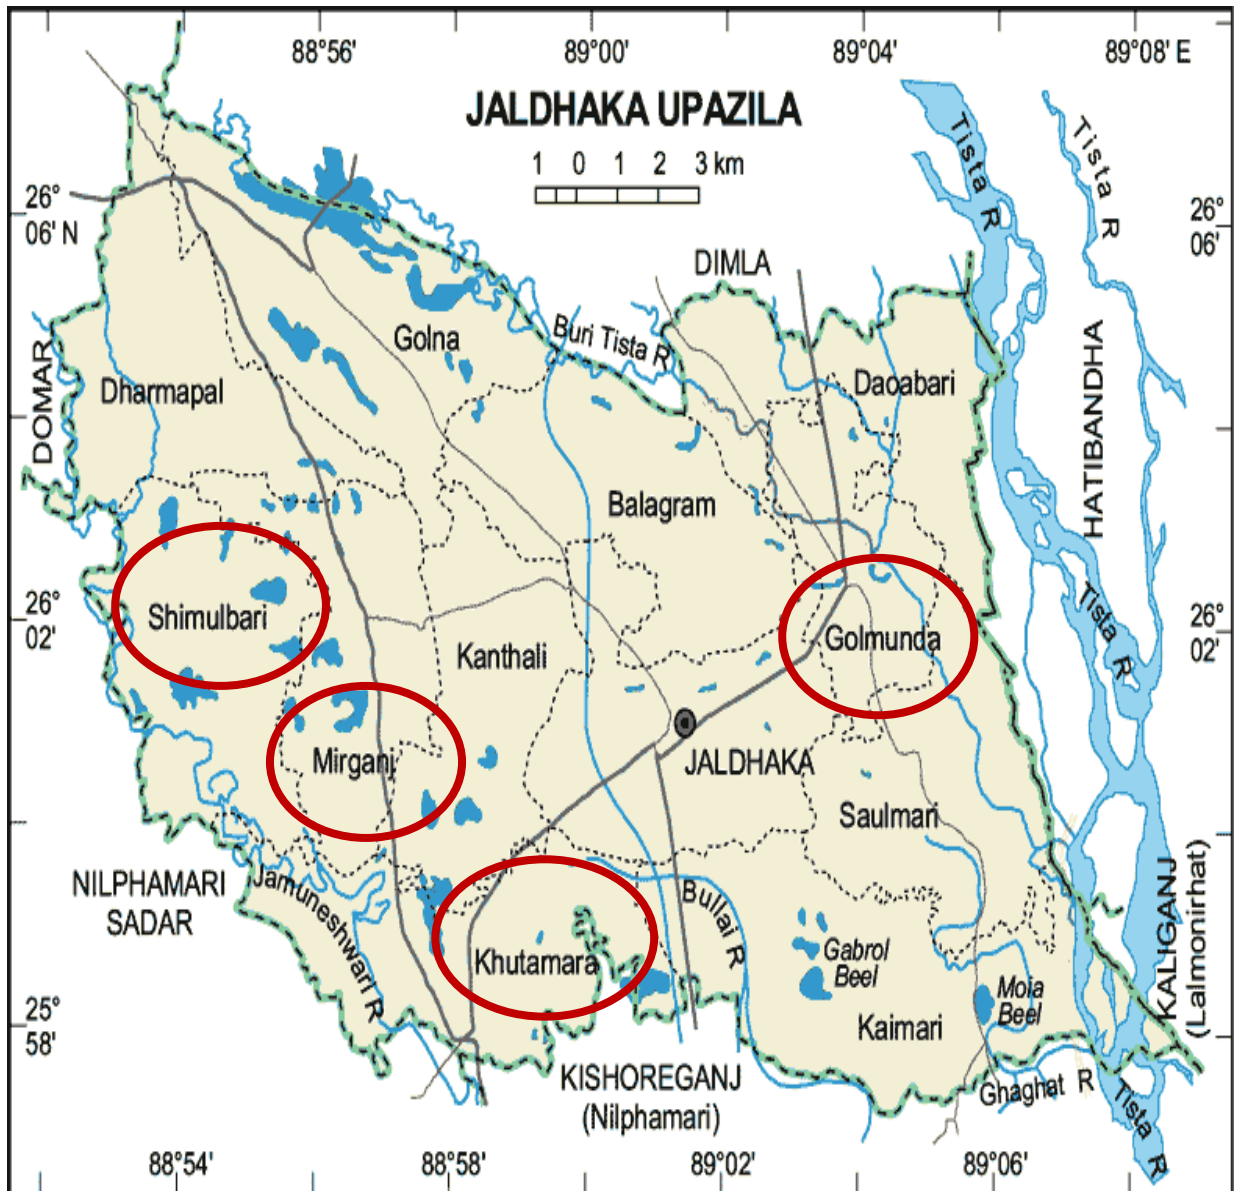 88°56'
89°00'
89°04'
89°08' E
JALDHAKA UPAZILA
1 0 1 2 3 km
26°
06' N
26°
06'
Tista R
Tista R
DIMLA
Buri Tista R
Golna
Daoabari
Dharmapal
DOMAR
HATIBANDHA
Balagram
26°
02'
Shimulbari
Kanthali
Golmunda
Tista R
26°
02'
Mirganj
JALDHAKA
Saulmari
NILPHAMARI
SADAR
Jamuneshwari R
Bullai R
Khutamara
Gabrol
Beel
Moia
Beel
KALIGANJ
(Lalmonirhat)
25°
58'
Kaimari
KISHOREGANJ
(Nilphamari)
Ghaghat R
Tista R
88°54'
88°58'
89°02'
89°06'